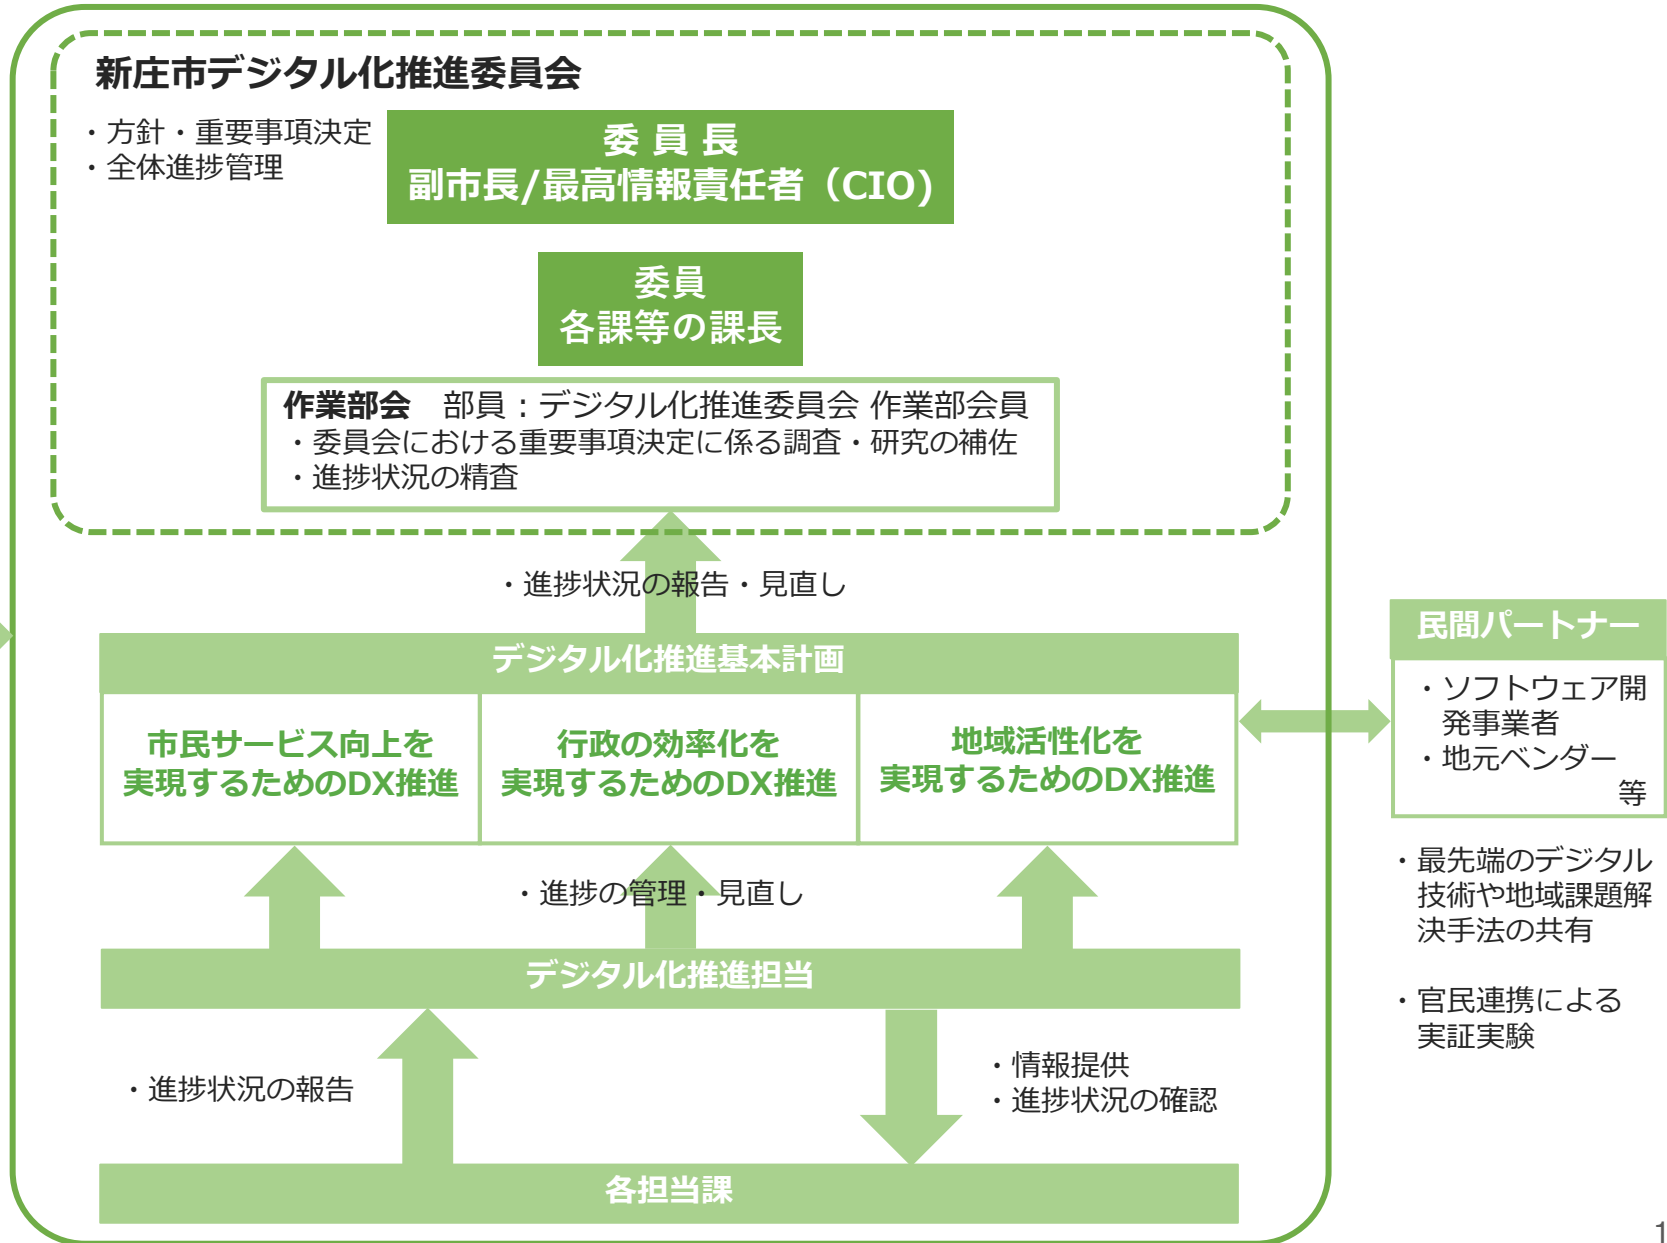 新庄市デジタル化推進委員会
・方針・重要事項決定
・全体進捗管理
委 員 長
副市長/最高情報責任者（CIO)
委員
各課等の課長
作業部会　部員：デジタル化推進委員会 作業部会員
・委員会における重要事項決定に係る調査・研究の補佐
・進捗状況の精査
・進捗状況の報告・見直し
デジタル化推進基本計画
市民サービス向上を
実現するためのDX推進
行政の効率化を
実現するためのDX推進
地域活性化を
実現するためのDX推進
・進捗の管理・見直し
デジタル化推進担当
・進捗状況の報告
・情報提供
・進捗状況の確認
各担当課
民間パートナー
・ソフトウェア開
発事業者
・地元ベンダー
等
・最先端のデジタル
技術や地域課題解
決手法の共有
・官民連携による
実証実験
1